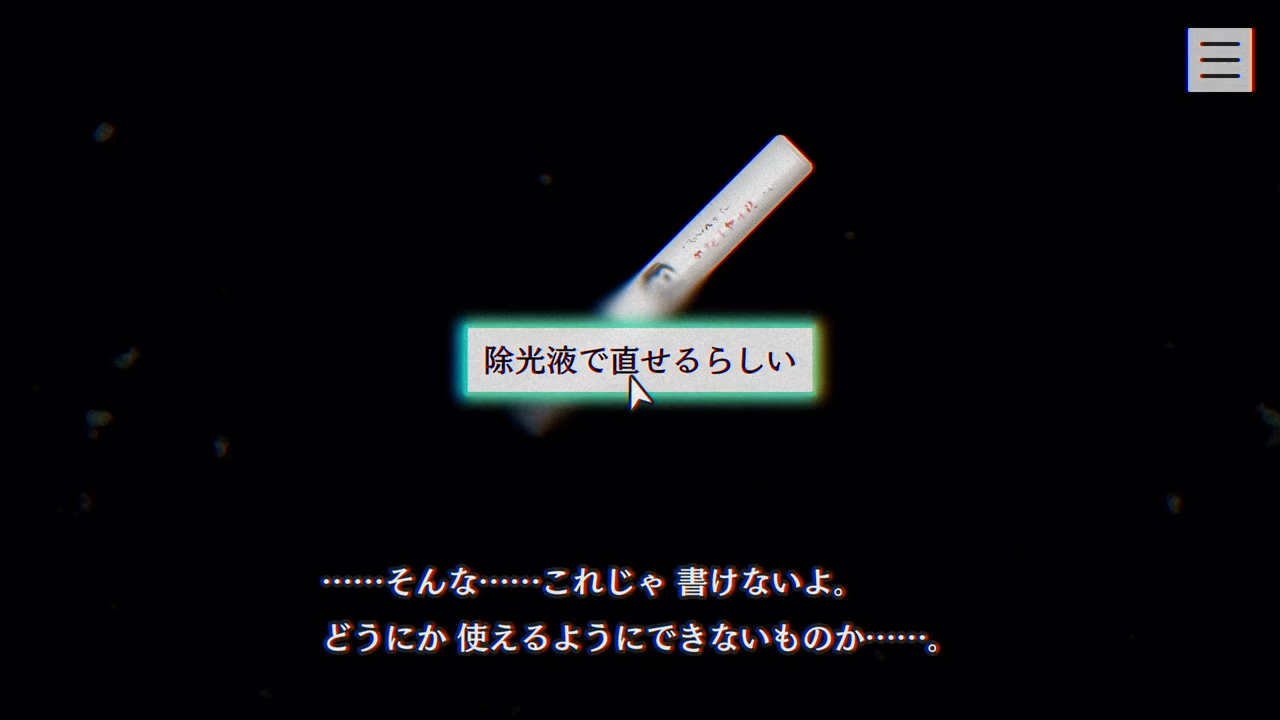 除光液で直せるらしい
……そんな……これじゃ 書けないよ。
どうにか 使えるようにできないものか……。